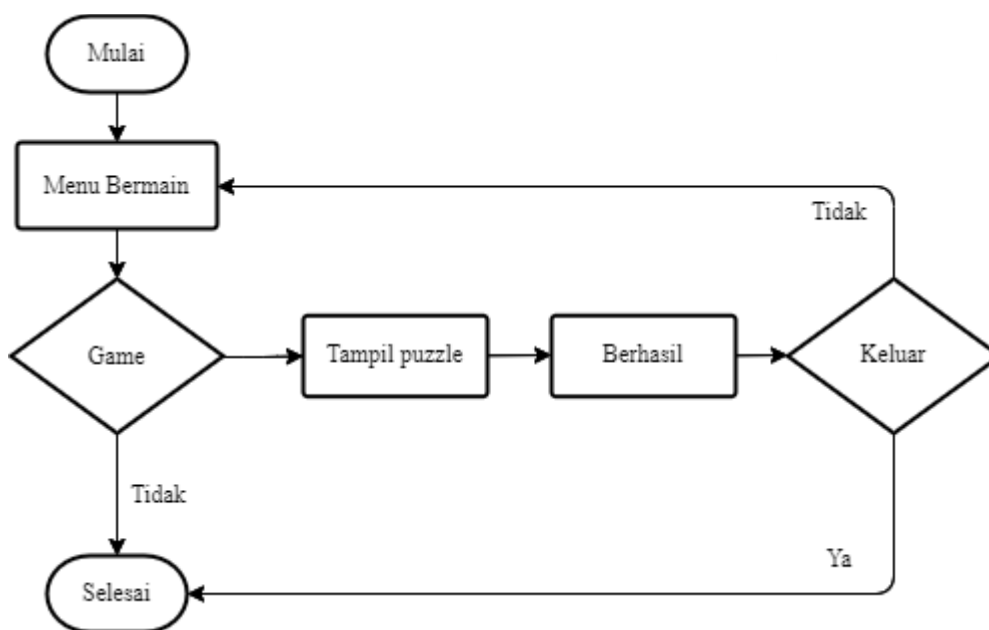 Mulai
Menu Bermain
Tidak
Game
Tampil puzzle
Berhasil
Keluar
Tidak
Ya
Selesai